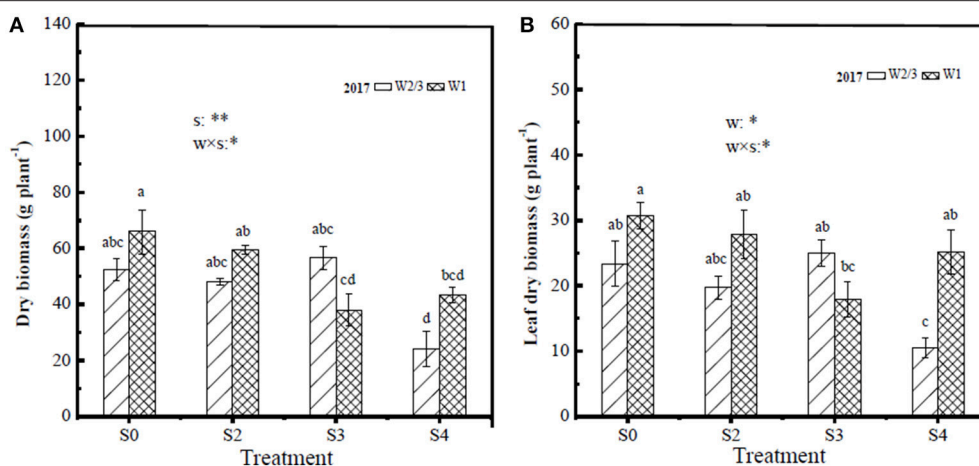 A
Dry biomass (g plant⁻¹)
140
120
100
80
60
40
20
0
2017 W2/3 W1
s: **
w×s:*
abc
a
abc
ab
abc
cd
d
bcd
S0 S2 S3 S4
Treatment
B
Leaf dry biomass (g plant⁻¹)
60
50
40
30
20
10
0
2017 W2/3 W1
w: *
w×s:*
ab
a
abc
ab
ab
bc
c
ab
S0 S2 S3 S4
Treatment